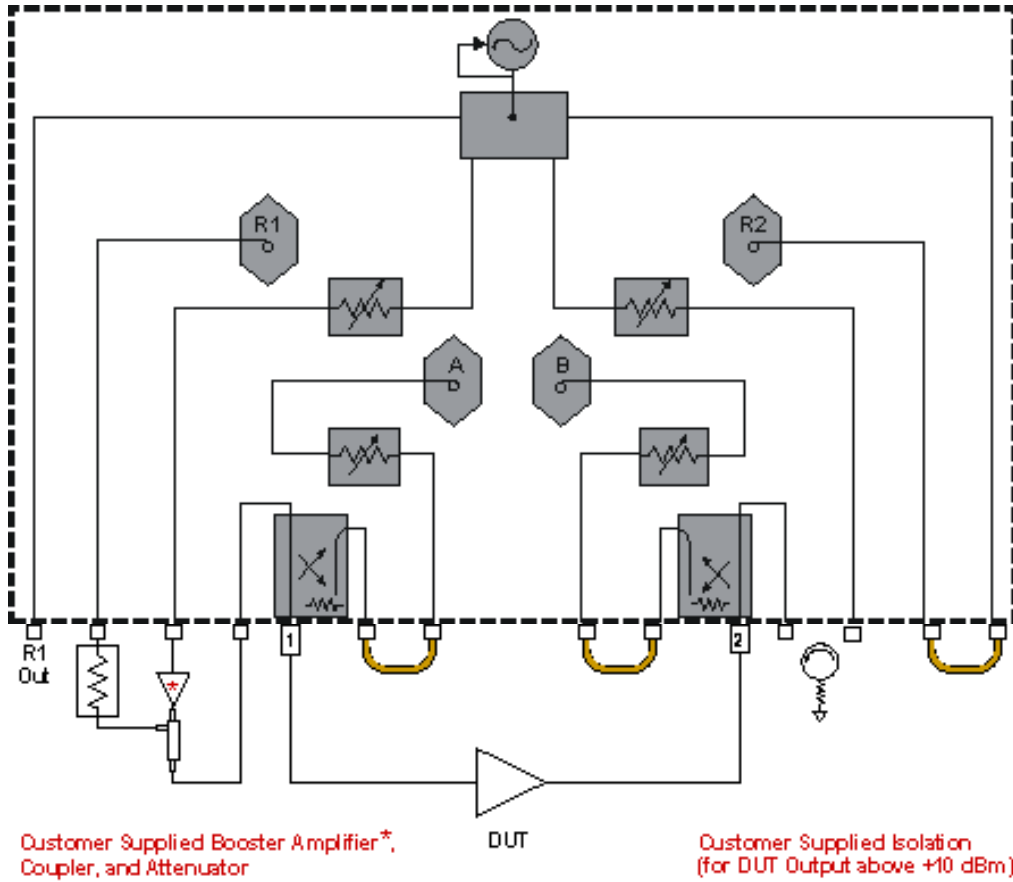 R1
R2
A
B
R1
Out
1
2
*
DUT
Customer Supplied Booster Amplifier*,
Coupler, and Attenuator
Customer Supplied Isolation
(for DUT Output above +10 dBm)